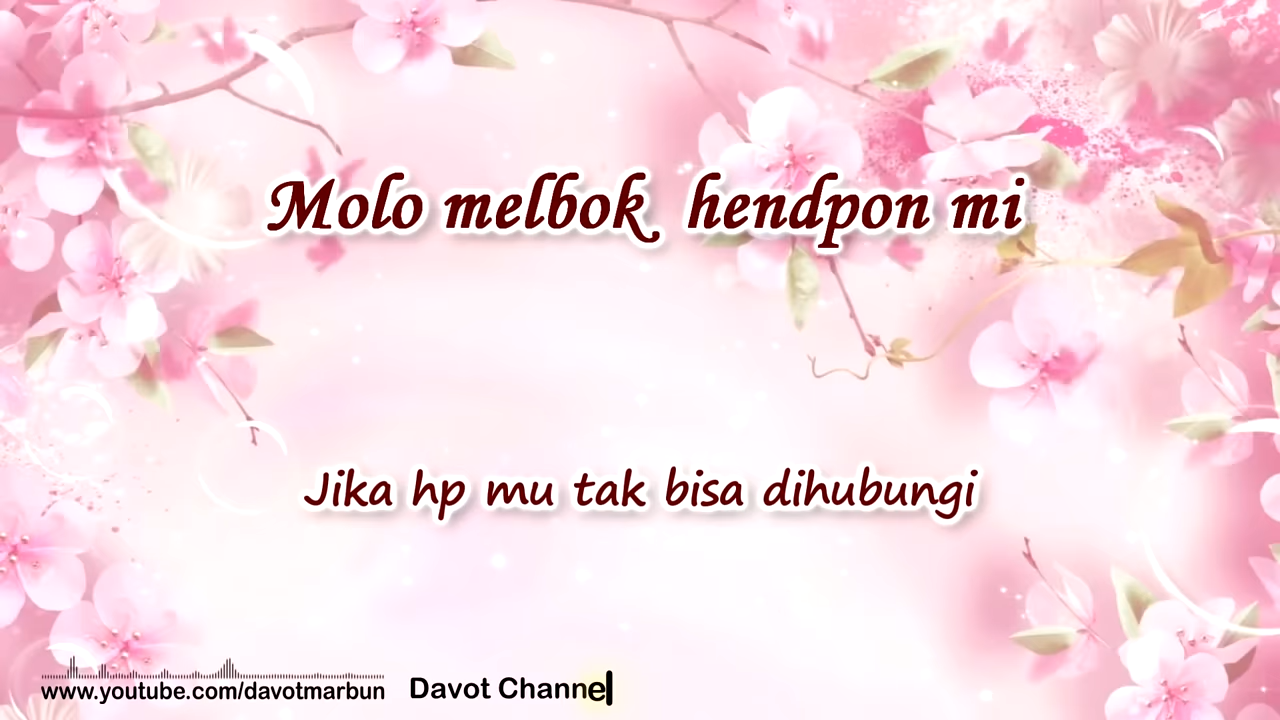 Molo melbok hendpon mi
Jika hp mu tak bisa dihubungi
www.youtube.com/davotmarbun Davot Channel